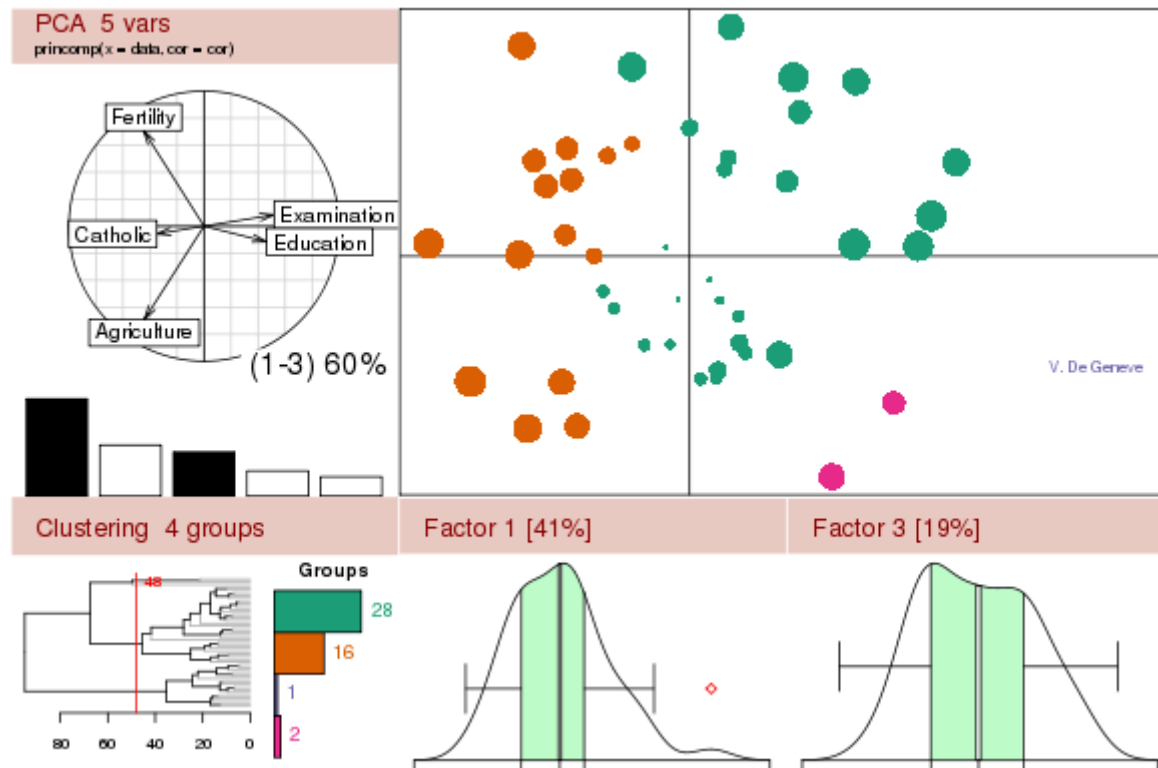 PCA 5 vars
princomp(x = data, cor = cor)
Fertility
Examination
Catholic
Education
Agriculture
(1-3) 60%
V. De Geneve
Clustering 4 groups
Factor 1 [41%]
Factor 3 [19%]
48
Groups
28
16
1
2
80 60 40 20 0